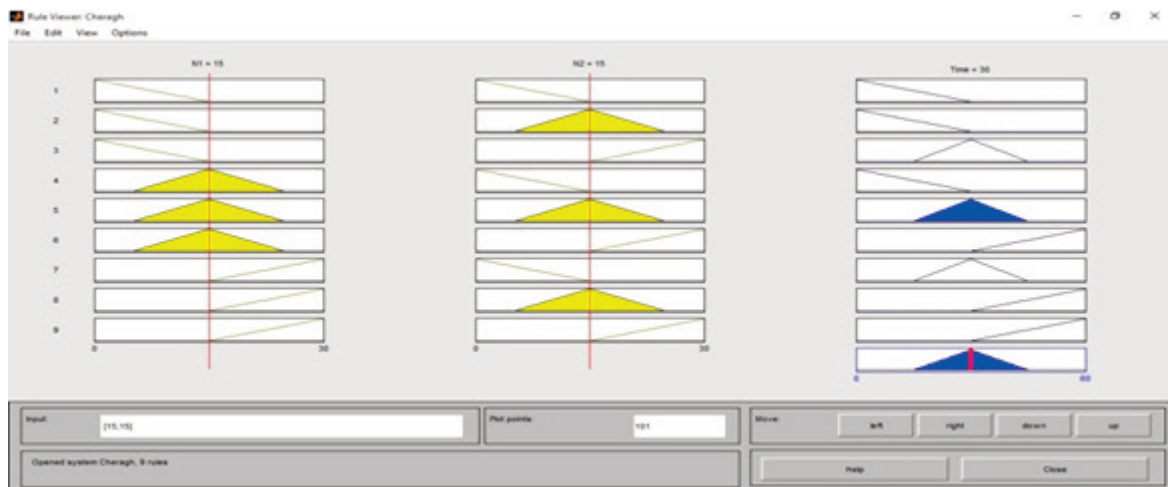 Rule Viewer: Cheragh
File Edit View Options
N1 = 15
N2 = 15
Time = 30
1
2
3
4
5
6
7
8
9
0 30
0 30
0 60
Input: [15,15]
Plot points: 101
Move: left right down up
Opened system Cheragh, 9 rules
Help Close